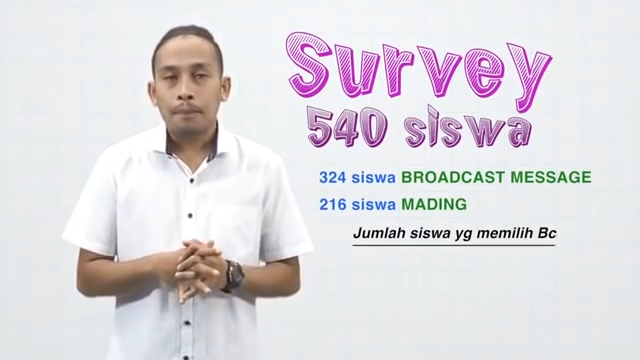 Survey
540 siswa
324 siswa BROADCAST MESSAGE
216 siswa MADING
Jumlah siswa yg memilih Bc